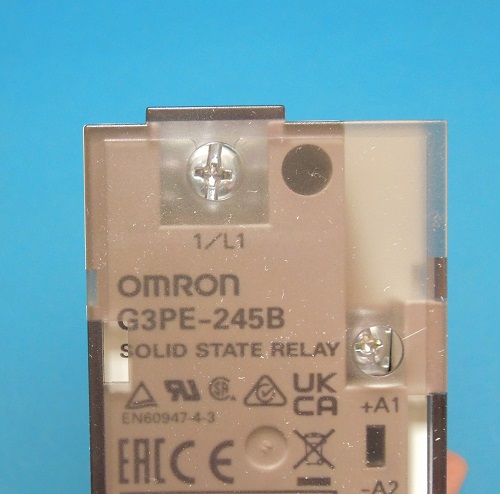 1/L1
OMRON
G3PE-245B
SOLID STATE RELAY
UK
CA
EN60947-4-3
+A1
EAC CE
-A2